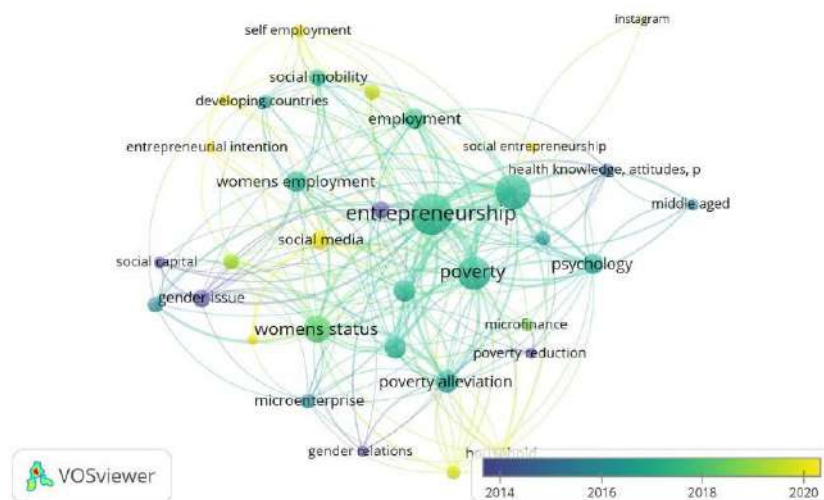 instagram
self employment
social mobility
developing countries
employment
entrepreneurial intention
social entrepreneurship
health knowledge, attitudes, p
womens employment
middle aged
entrepreneurship
social media
social capital
poverty
psychology
gender issue
womens status
microfinance
poverty reduction
poverty alleviation
microenterprise
gender relations
household
VOSviewer
2014 2016 2018 2020